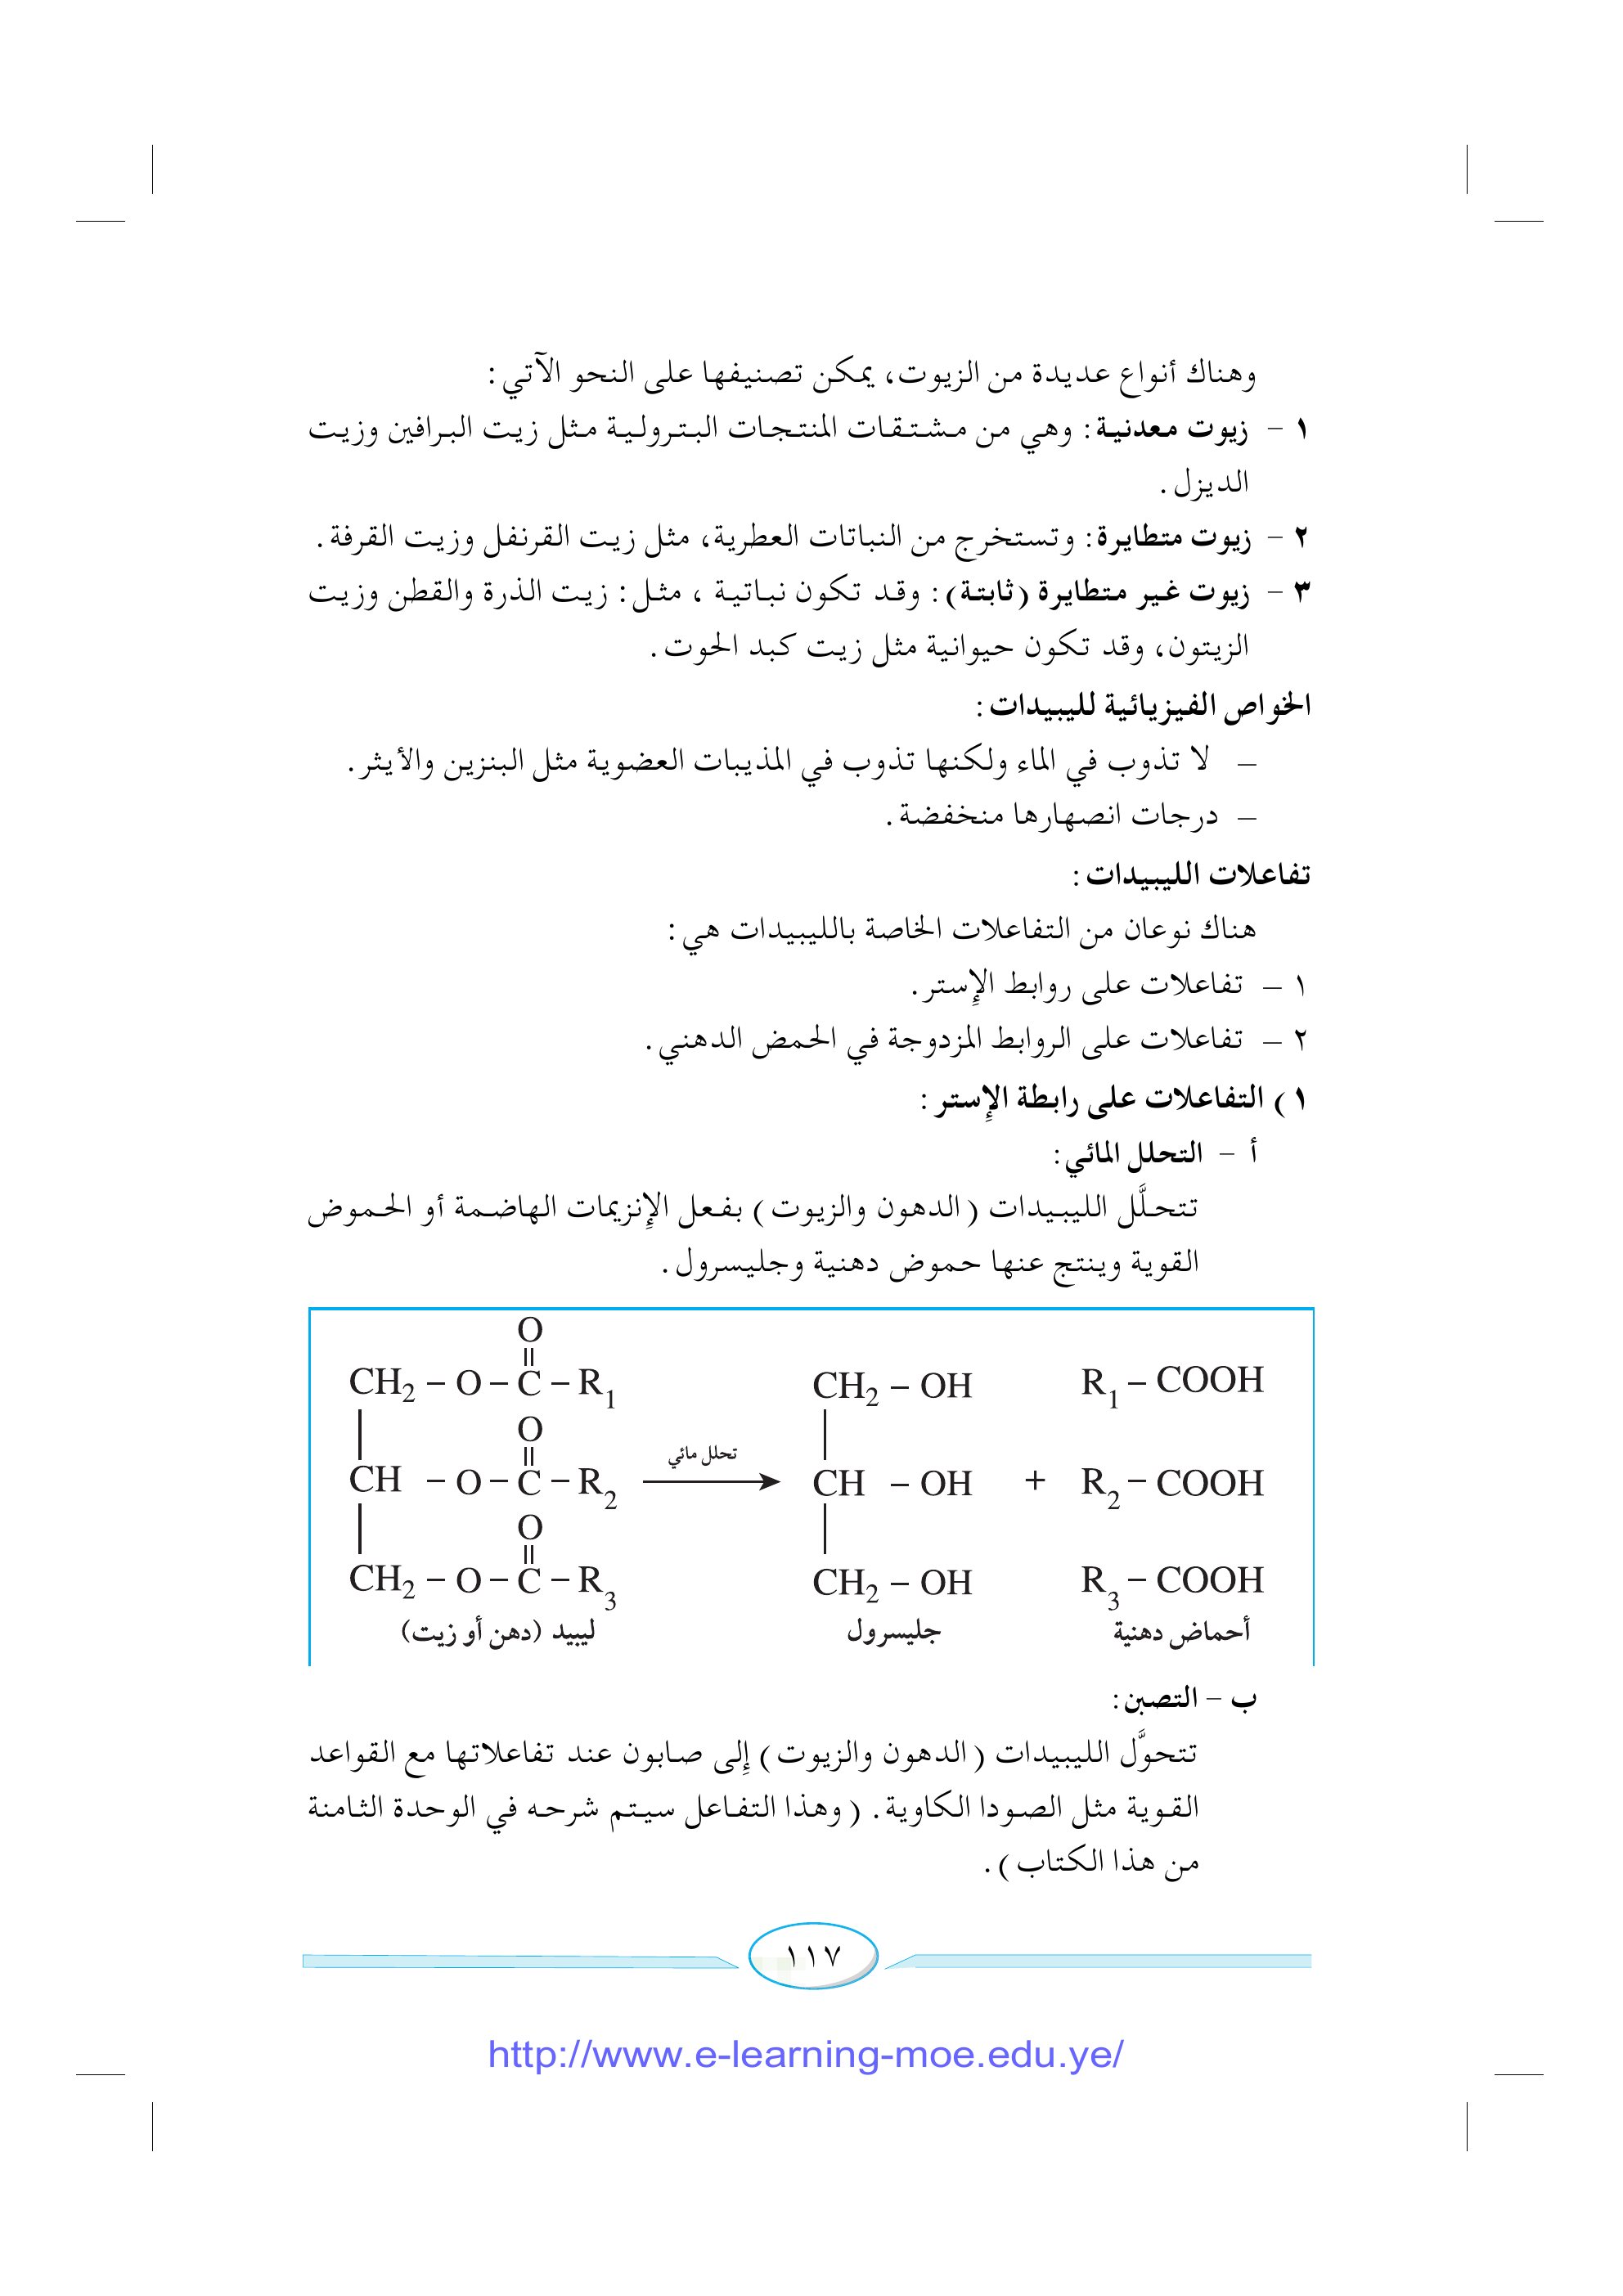 وهناك أنواع عديدة من الزيوت، يمكن تصنيفها على النحو الآتي:
١ - زيوت معدنية: وهي من مشتقات المنتجات البترولية مثل زيت البرافين وزيت
الديزل.
٢ - زيوت متطايرة: وتستخرج من النباتات العطرية، مثل زيت القرنفل وزيت القرفة.
٣ - زيوت غير متطايرة (ثابتة): وقد تكون نباتية ، مثل: زيت الذرة والقطن وزيت
الزيتون، وقد تكون حيوانية مثل زيت كبد الحوت.
الخواص الفيزيائية لليبيدات:
– لا تذوب في الماء ولكنها تذوب في المذيبات العضوية مثل البنزين والأيثر.
– درجات انصهارها منخفضة.
تفاعلات الليبيدات:
هناك نوعان من التفاعلات الخاصة بالليبيدات هي:
١ – تفاعلات على روابط الإستر.
٢ – تفاعلات على الروابط المزدوجة في الحمض الدهني.
١) التفاعلات على رابطة الإستر:
أ - التحلل المائي:
تتحلَّل الليبيدات (الدهون والزيوت) بفعل الإنزيمات الهاضمة أو الحموض
القوية وينتج عنها حموض دهنية وجليسرول.
O
CH₂ – O – C – R₁ CH₂ – OH R₁ – COOH
O
تحلل مائي
CH – O – C – R₂ CH – OH + R₂ – COOH
O
CH₂ – O – C – R₃ CH₂ – OH R₃ – COOH
ليبيد (دهن أو زيت) جليسرول أحماض دهنية
ب - التصبن:
تتحوَّل الليبيدات (الدهون والزيوت) إلى صابون عند تفاعلاتها مع القواعد
القوية مثل الصودا الكاوية. (وهذا التفاعل سيتم شرحه في الوحدة الثامنة
من هذا الكتاب).
١١٧
http://www.e-learning-moe.edu.ye/